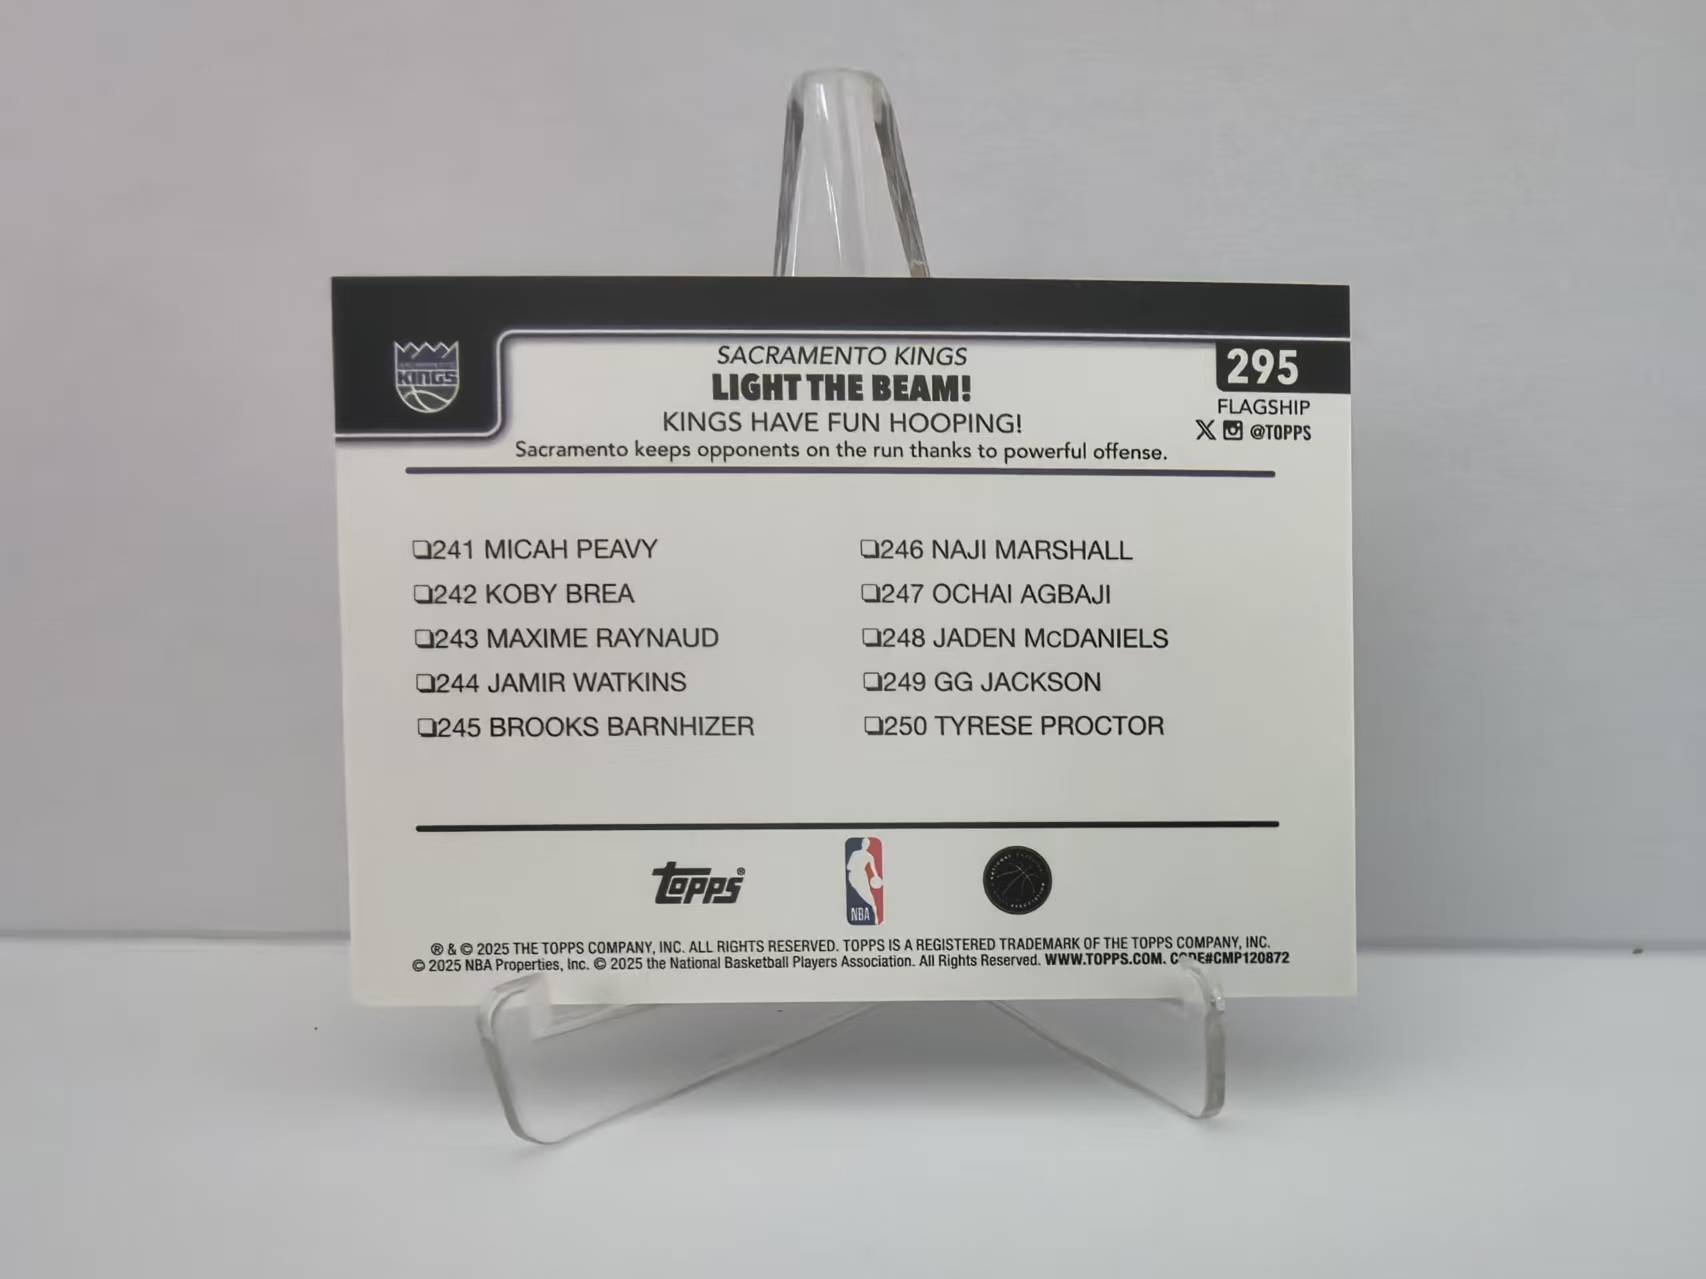 KINGS
SACRAMENTO KINGS
LIGHT THE BEAM!
KINGS HAVE FUN HOOPING!
Sacramento keeps opponents on the run thanks to powerful offense.
295
FLAGSHIP
@TOPPS
241 MICAH PEAVY
242 KOBY BREA
243 MAXIME RAYNAUD
244 JAMIR WATKINS
245 BROOKS BARNHIZER
246 NAJI MARSHALL
247 OCHAI AGBAJI
248 JADEN McDANIELS
249 GG JACKSON
250 TYRESE PROCTOR
topps®
NBA
® & © 2025 THE TOPPS COMPANY, INC. ALL RIGHTS RESERVED. TOPPS IS A REGISTERED TRADEMARK OF THE TOPPS COMPANY, INC.
© 2025 NBA Properties, Inc. © 2025 the National Basketball Players Association. All Rights Reserved. WWW.TOPPS.COM. CODE#CMP120872